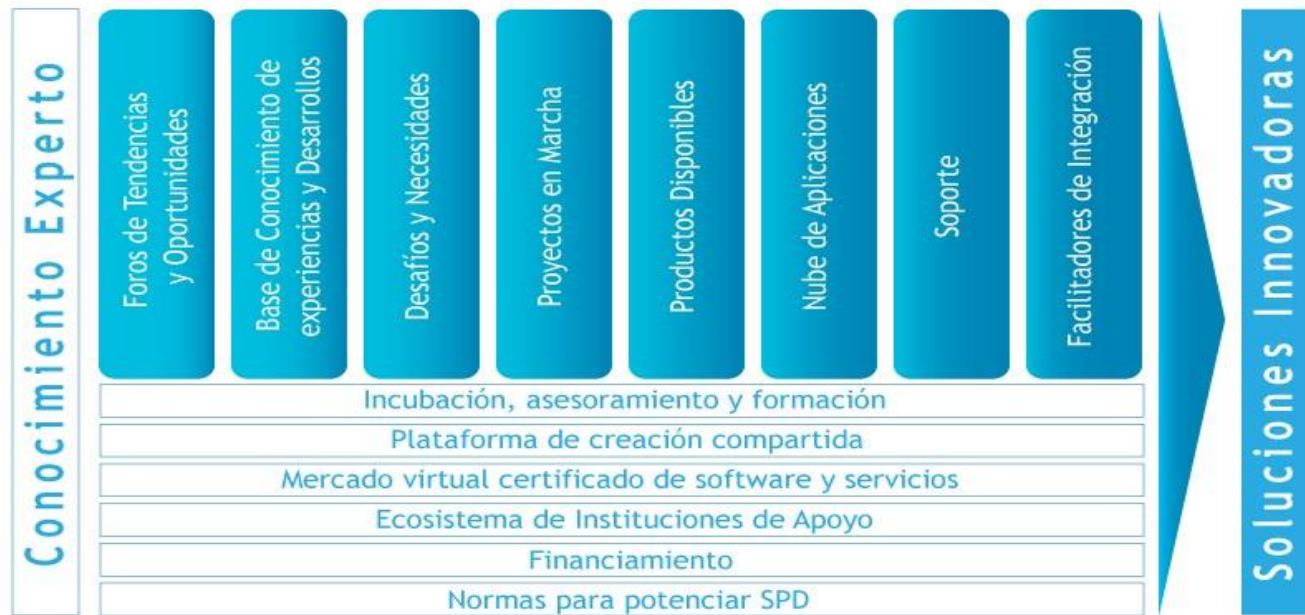 Conocimiento Experto
Foros de Tendencias
y Oportunidades
Base de Conocimiento de
experiencias y Desarrollos
Desafíos y Necesidades
Proyectos en Marcha
Productos Disponibles
Nube de Aplicaciones
Soporte
Facilitadores de Integración
Incubación, asesoramiento y formación
Plataforma de creación compartida
Mercado virtual certificado de software y servicios
Ecosistema de Instituciones de Apoyo
Financiamiento
Normas para potenciar SPD
Soluciones Innovadoras